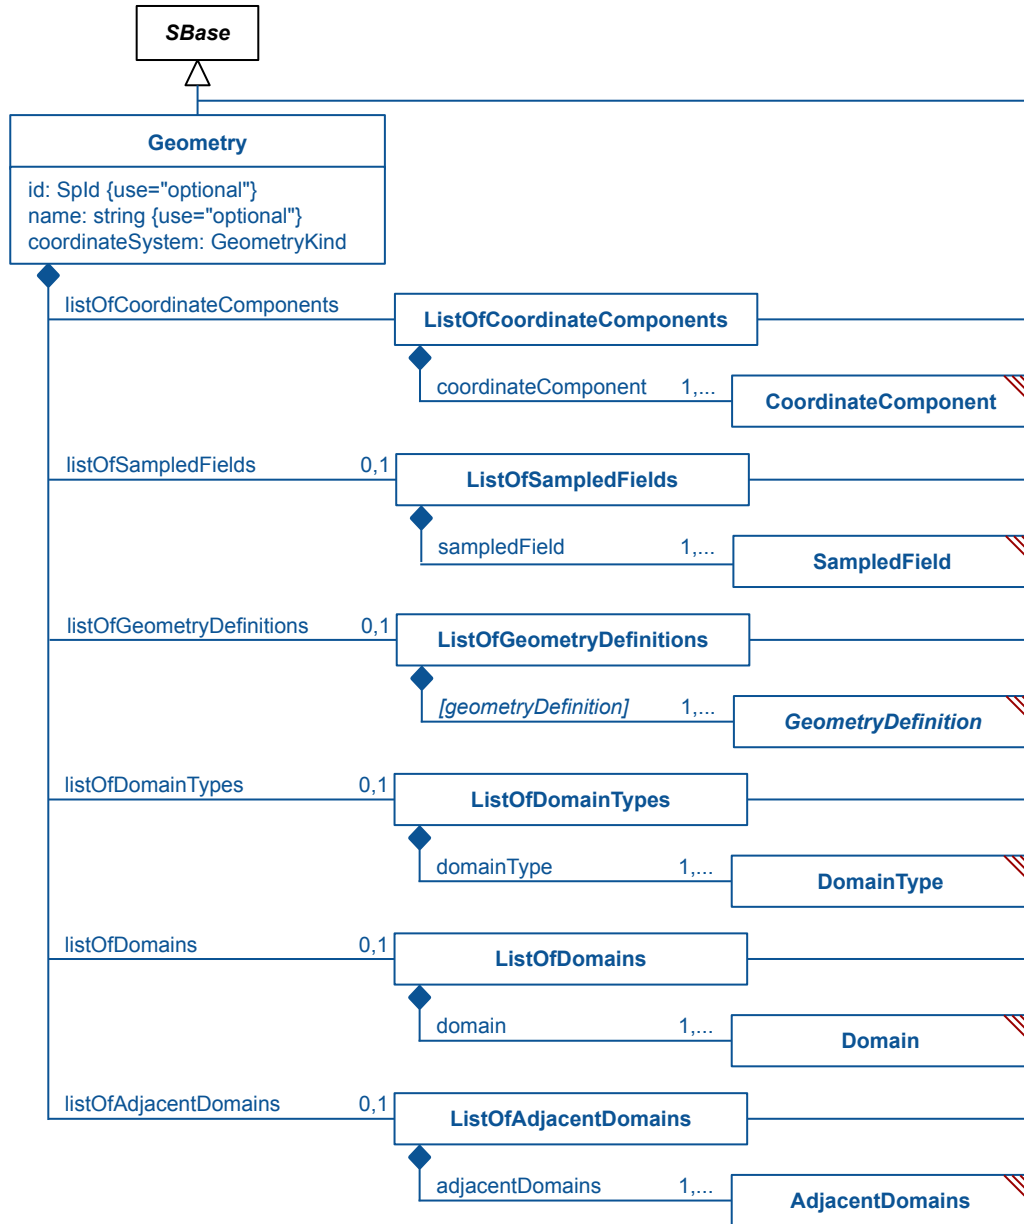 SBase
Geometry
id: SpId {use="optional"}
name: string {use="optional"}
coordinateSystem: GeometryKind
listOfCoordinateComponents
ListOfCoordinateComponents
coordinateComponent 1,...
CoordinateComponent
listOfSampledFields 0,1
ListOfSampledFields
sampledField 1,...
SampledField
listOfGeometryDefinitions 0,1
ListOfGeometryDefinitions
[geometryDefinition] 1,...
GeometryDefinition
listOfDomainTypes 0,1
ListOfDomainTypes
domainType 1,...
DomainType
listOfDomains 0,1
ListOfDomains
domain 1,...
Domain
listOfAdjacentDomains 0,1
ListOfAdjacentDomains
adjacentDomains 1,...
AdjacentDomains